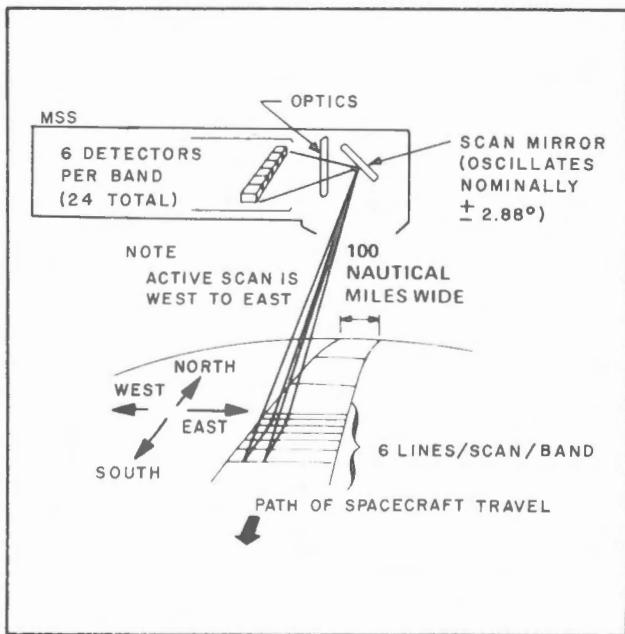 OPTICS
MSS
6 DETECTORS
PER BAND
(24 TOTAL)
SCAN MIRROR
(OSCILLATES
NOMINALLY
± 2.88º)
NOTE
ACTIVE SCAN IS
WEST TO EAST
100
NAUTICAL
MILES WIDE
NORTH
WEST
EAST
SOUTH
6 LINES/SCAN/BAND
PATH OF SPACECRAFT TRAVEL